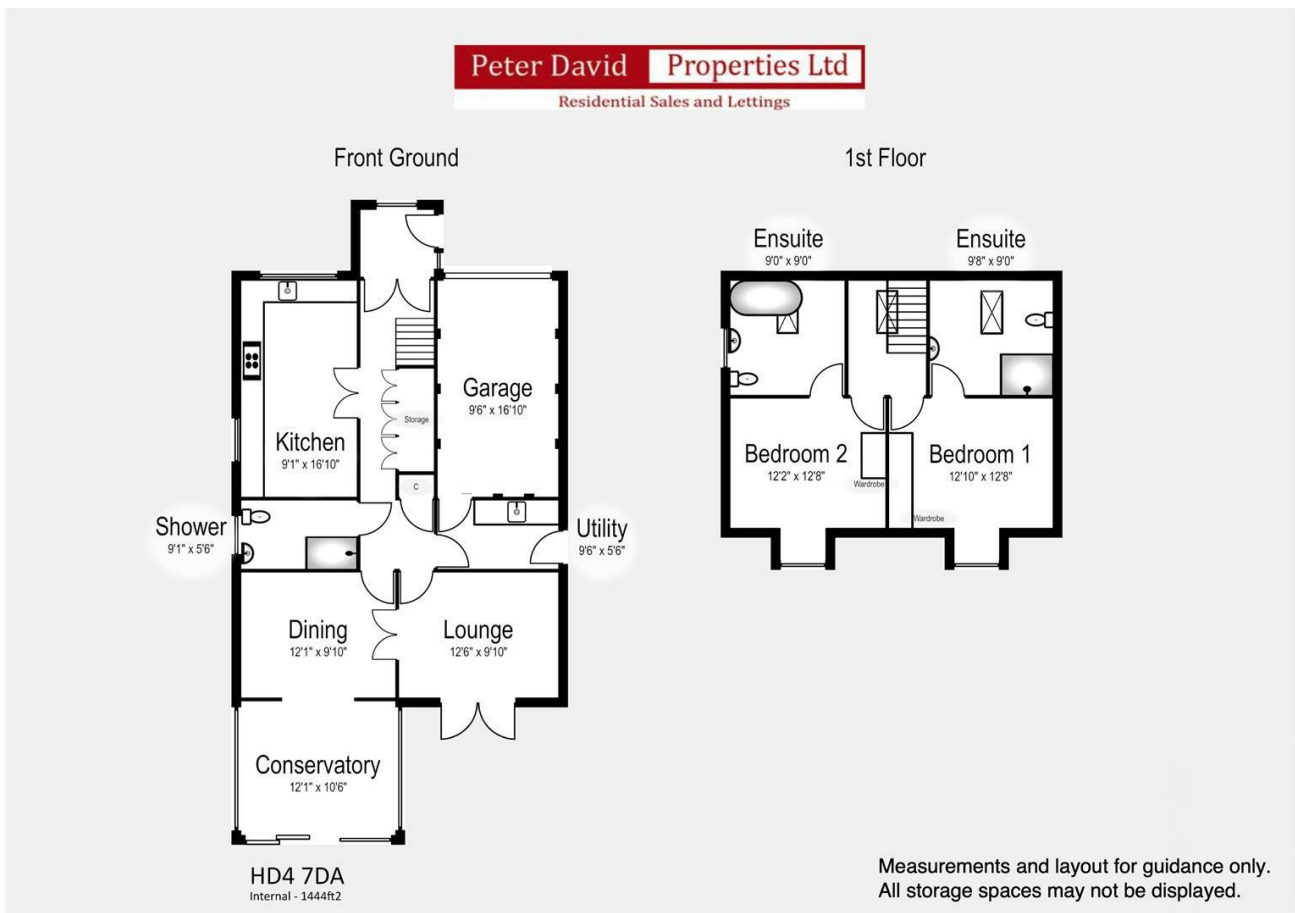 Peter David Properties Ltd
Residential Sales and Lettings
Front Ground
1st Floor
Ensuite
9'0" x 9'0"
Ensuite
9'8" x 9'0"
Garage
9'6" x 16'10"
Storage
Kitchen
9'1" x 16'10"
C
Bedroom 2
12'2" x 12'8"
Wardrobe
Bedroom 1
12'10" x 12'8"
Wardrobe
Shower
9'1" x 5'6"
Utility
9'6" x 5'6"
Dining
12'1" x 9'10"
Lounge
12'6" x 9'10"
Conservatory
12'1" x 10'6"
HD4 7DA
Internal - 1444ft2
Measurements and layout for guidance only.
All storage spaces may not be displayed.